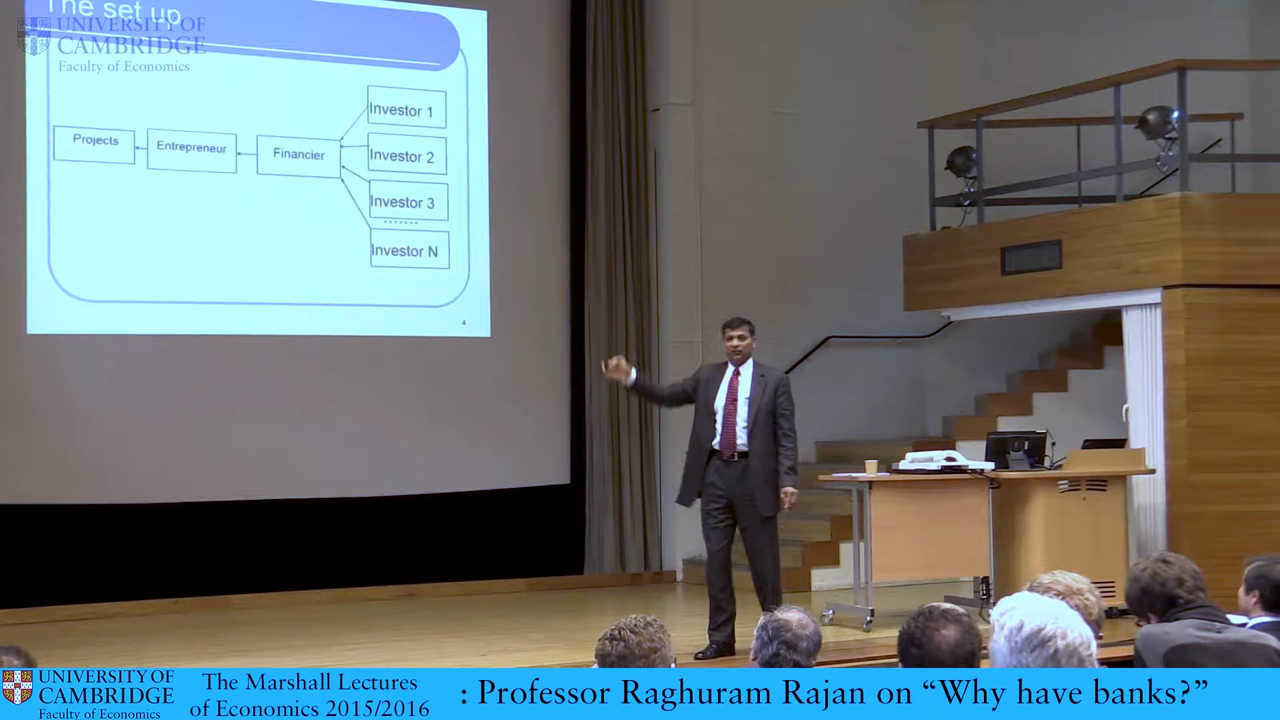 The set up
UNIVERSITY OF
CAMBRIDGE
Faculty of Economics
Projects
Entrepreneur
Financier
Investor 1
Investor 2
Investor 3
.......
Investor N
4
UNIVERSITY OF
CAMBRIDGE
Faculty of Economics
The Marshall Lectures
of Economics 2015/2016
: Professor Raghuram Rajan on “Why have banks?”